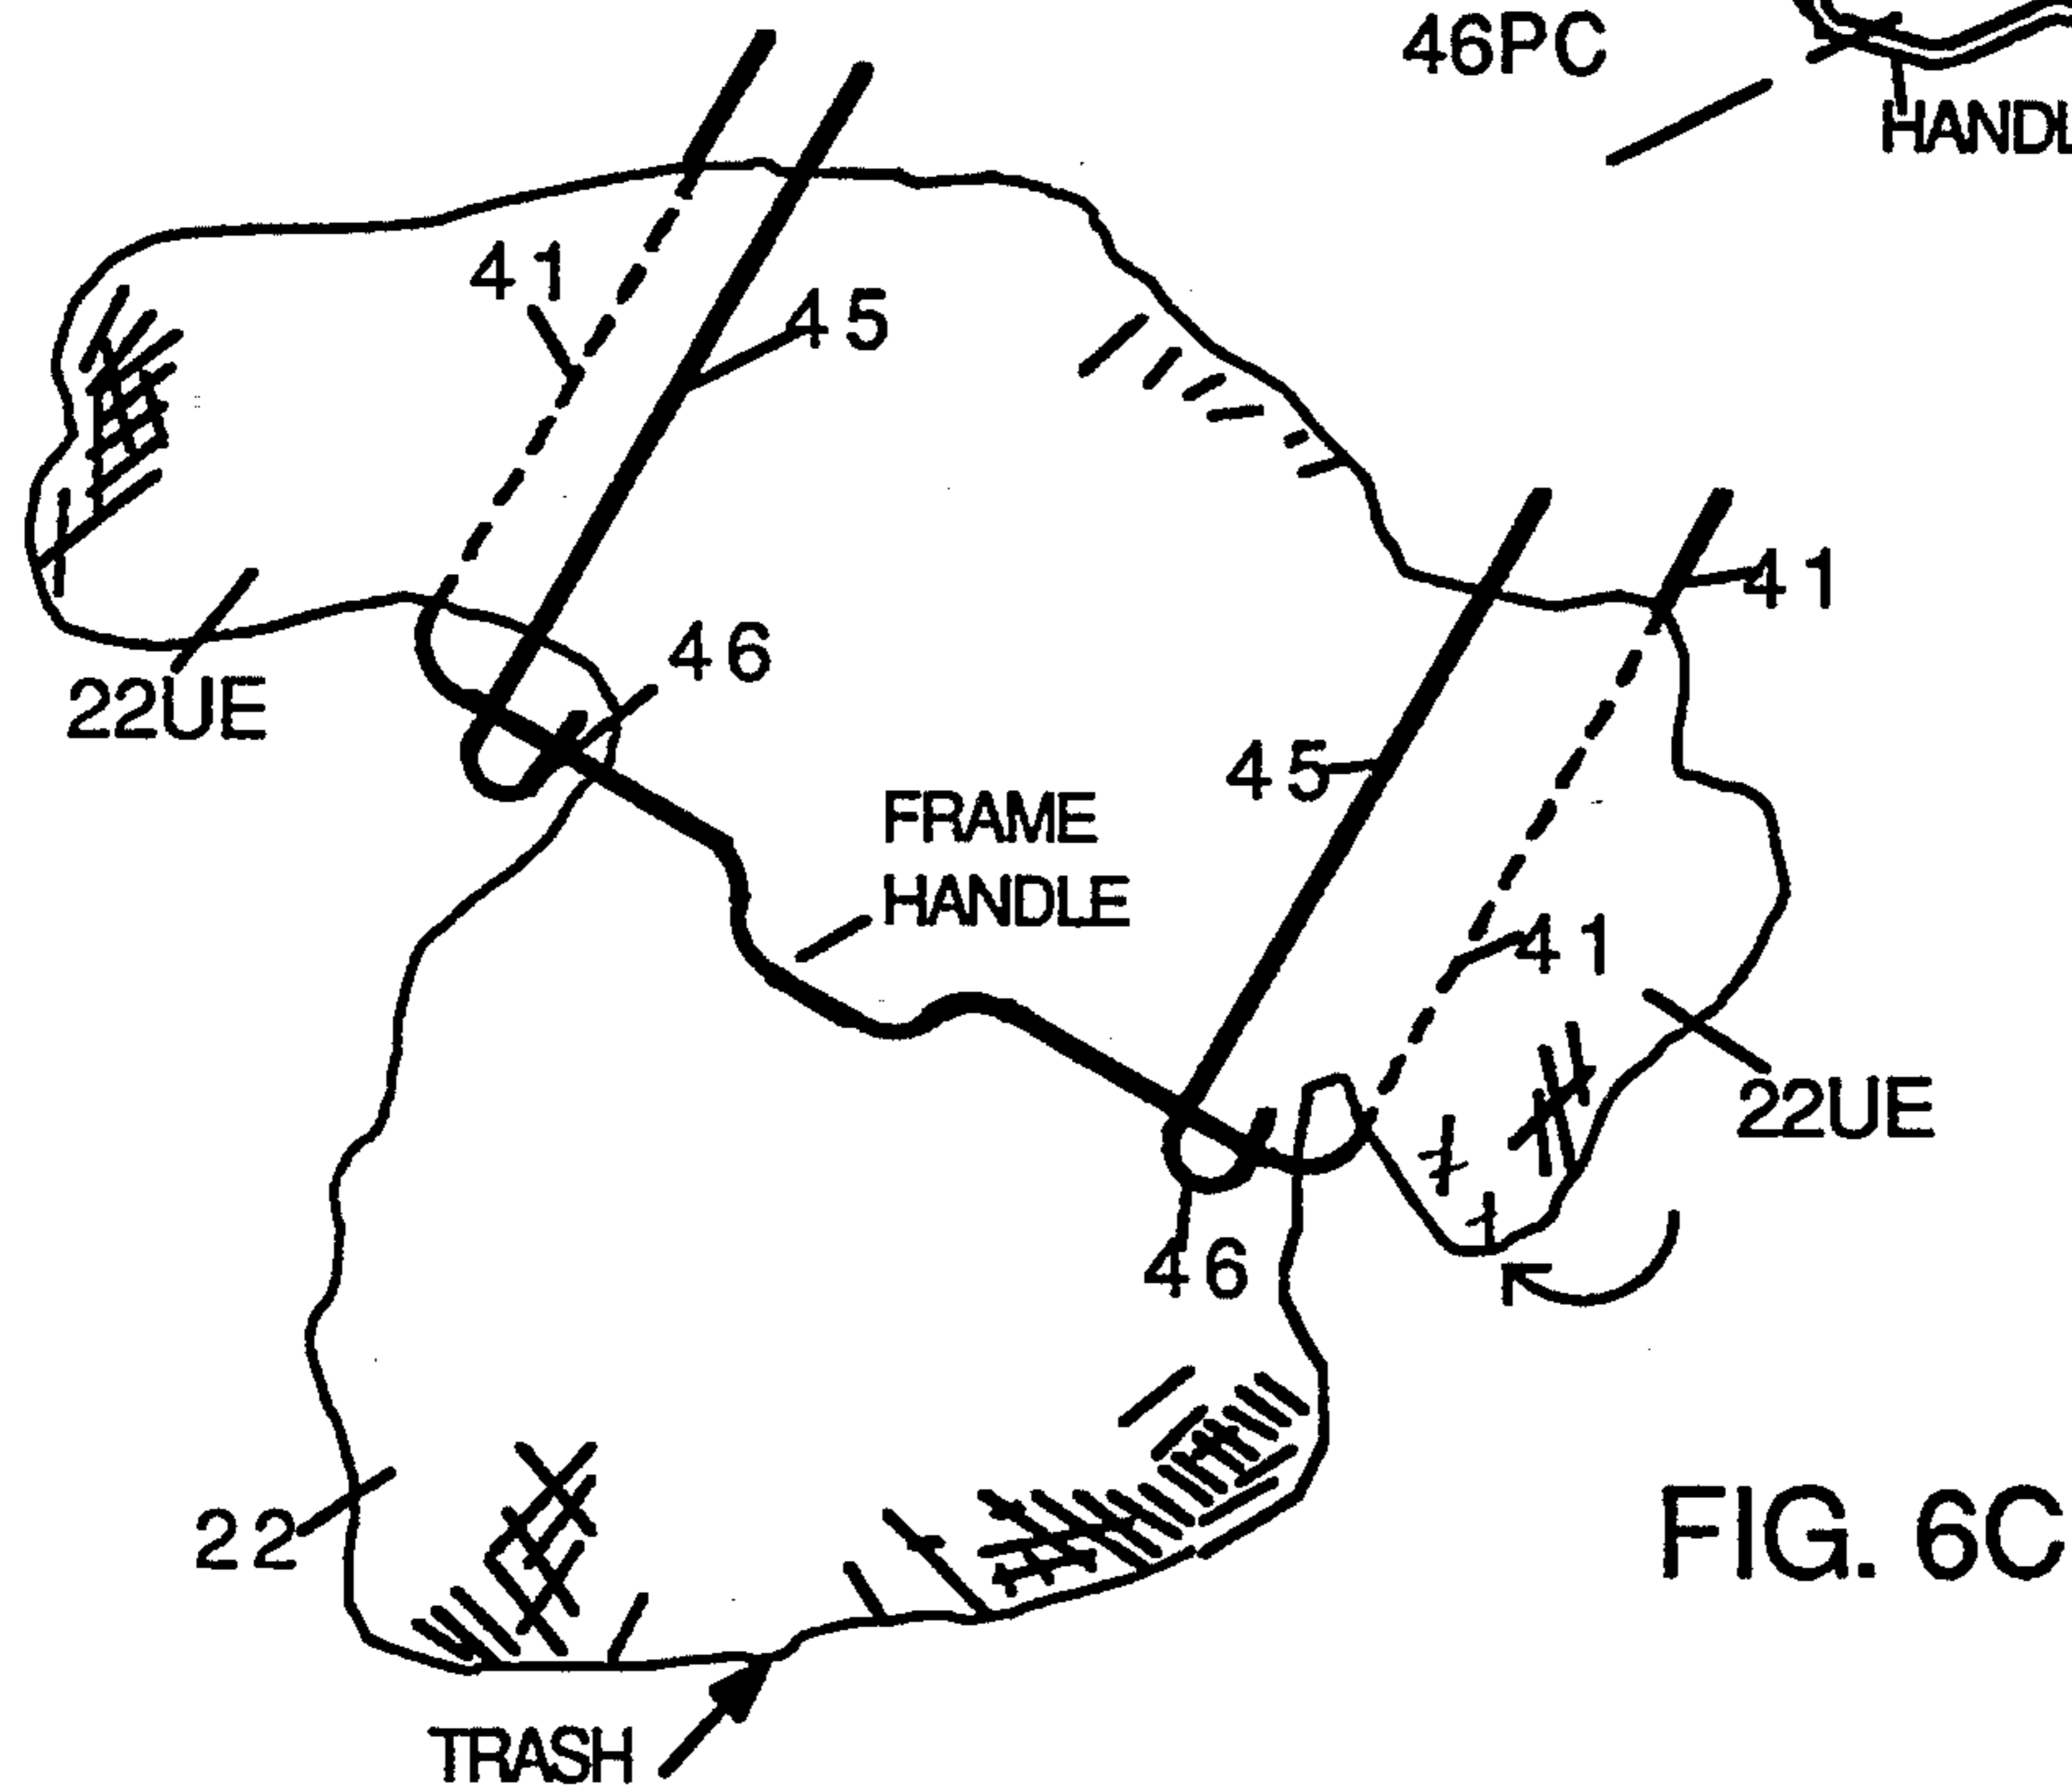 46PC
HANDL
41
45
41
46
22UE
45
FRAME
HANDLE
41
22UE
46
22
FIG. 6C
TRASH